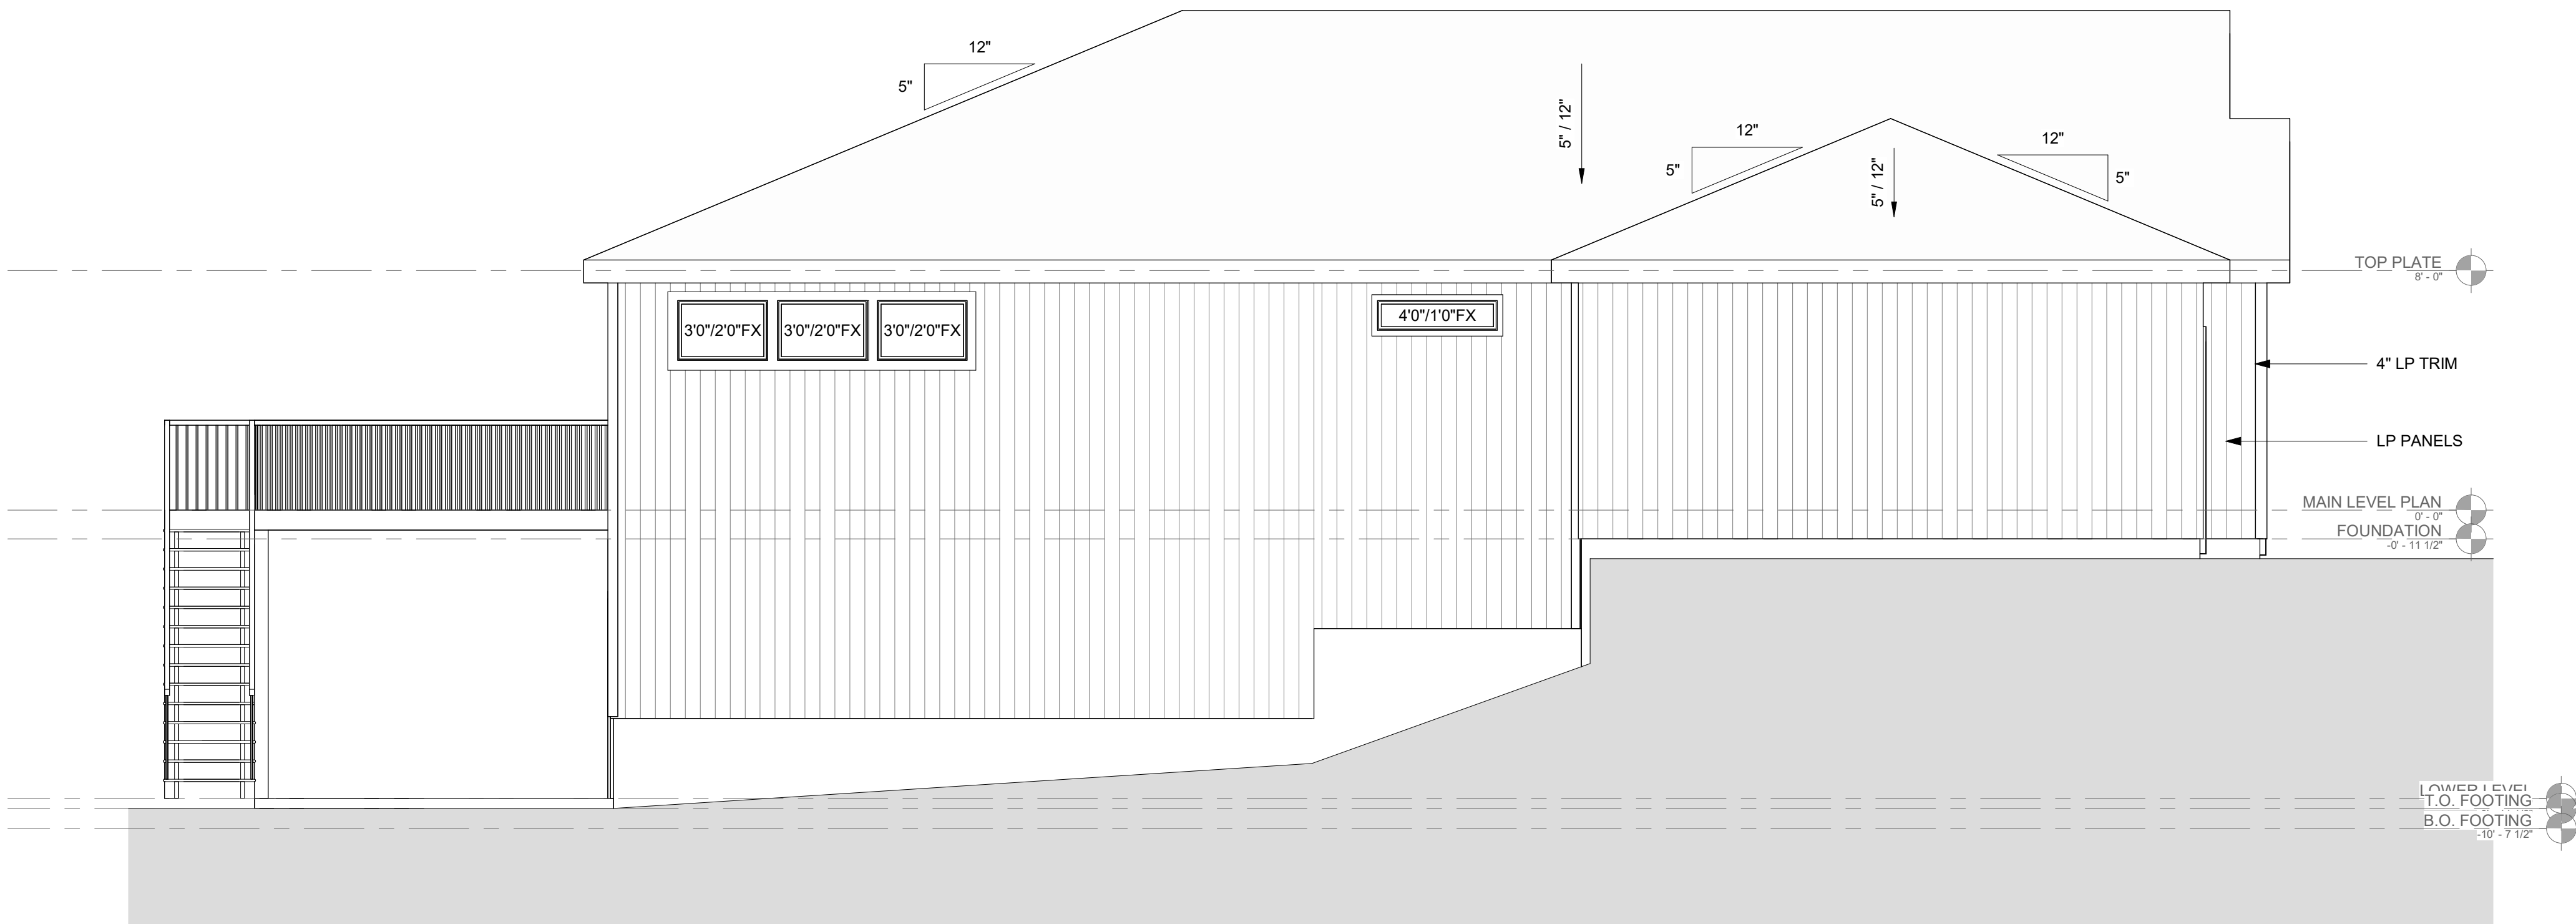 12"
5"
5" / 12"
12"
5"
5" / 12"
12"
5"
TOP PLATE
8' - 0"
3'0"/2'0"FX
3'0"/2'0"FX
3'0"/2'0"FX
4'0"/1'0"FX
4" LP TRIM
LP PANELS
MAIN LEVEL PLAN
0' - 0"
FOUNDATION
-0' - 11 1/2"
LOWER LEVEL
T.O. FOOTING
B.O. FOOTING
-10' - 7 1/2"